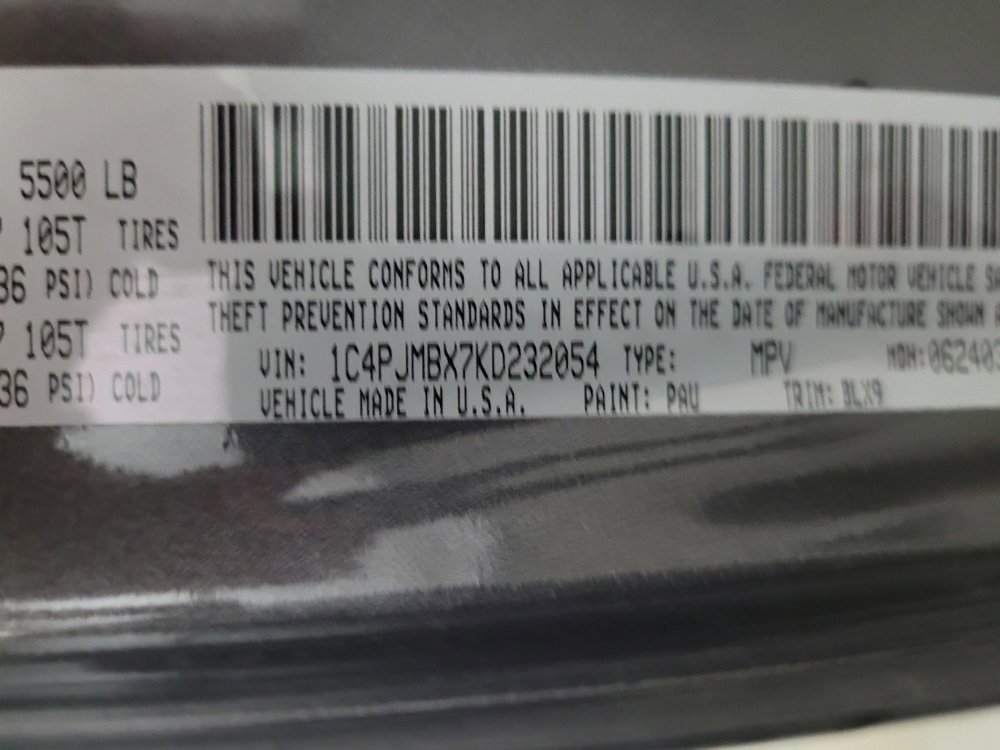 5500 LB
105T TIRES
36 PSI) COLD
105T TIRES
36 PSI) COLD
THIS VEHICLE CONFORMS TO ALL APPLICABLE U.S.A. FEDERAL MOTOR VEHICLE
THEFT PREVENTION STANDARDS IN EFFECT ON THE DATE OF MANUFACTURE SHOWN
VIN: 1C4PJMBX7KD232054 TYPE: MPV MDH: 062403
VEHICLE MADE IN U.S.A. PAINT: PAU TRIM: BLX9